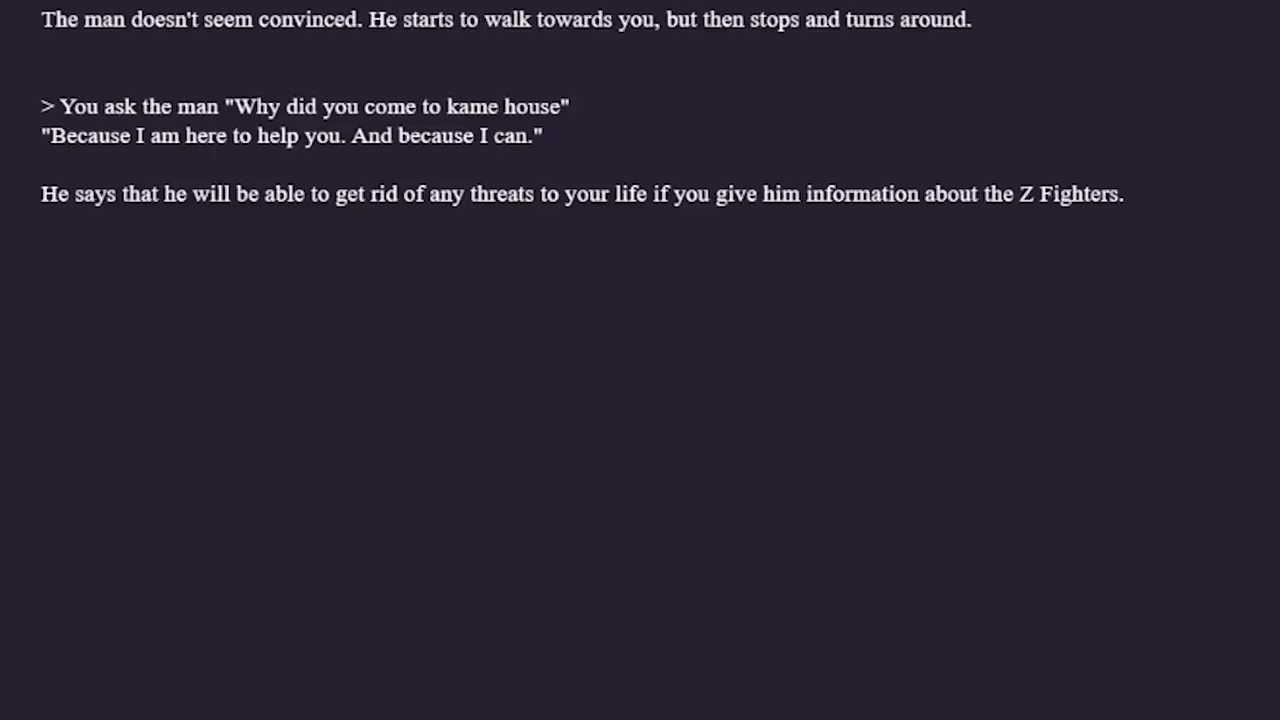 The man doesn't seem convinced. He starts to walk towards you, but then stops and turns around.
> You ask the man "Why did you come to kame house"
"Because I am here to help you. And because I can."
He says that he will be able to get rid of any threats to your life if you give him information about the Z Fighters.